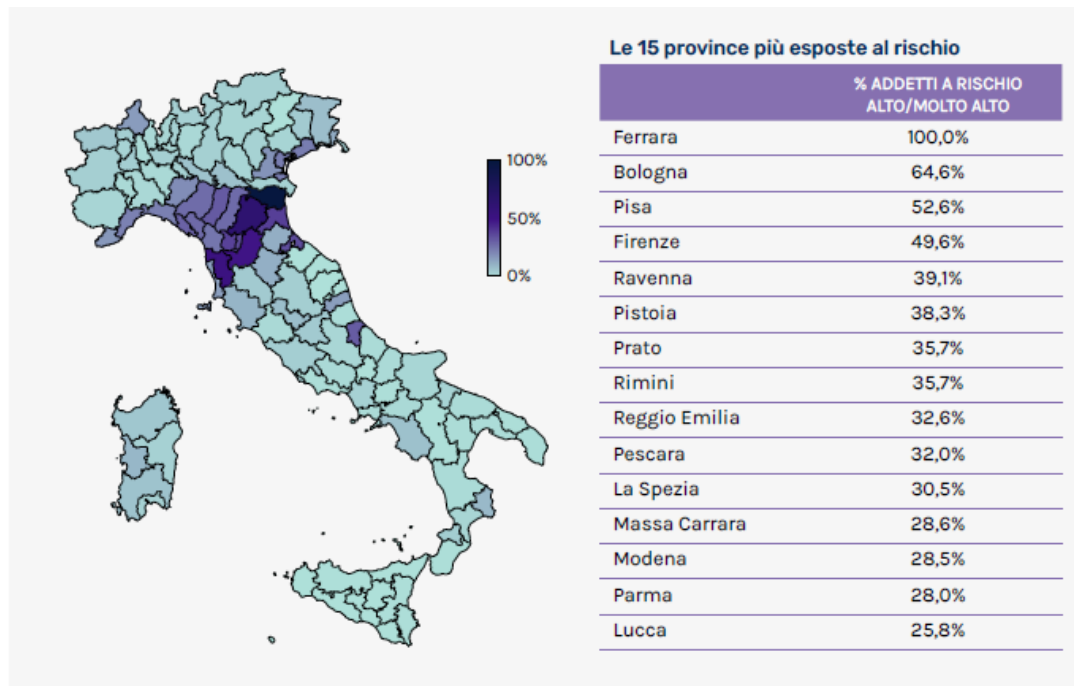 Le 15 province più esposte al rischio
% ADDETTI A RISCHIO
ALTO/MOLTO ALTO
Ferrara 100,0%
Bologna 64,6%
Pisa 52,6%
Firenze 49,6%
Ravenna 39,1%
Pistoia 38,3%
Prato 35,7%
Rimini 35,7%
Reggio Emilia 32,6%
Pescara 32,0%
La Spezia 30,5%
Massa Carrara 28,6%
Modena 28,5%
Parma 28,0%
Lucca 25,8%
100%
50%
0%